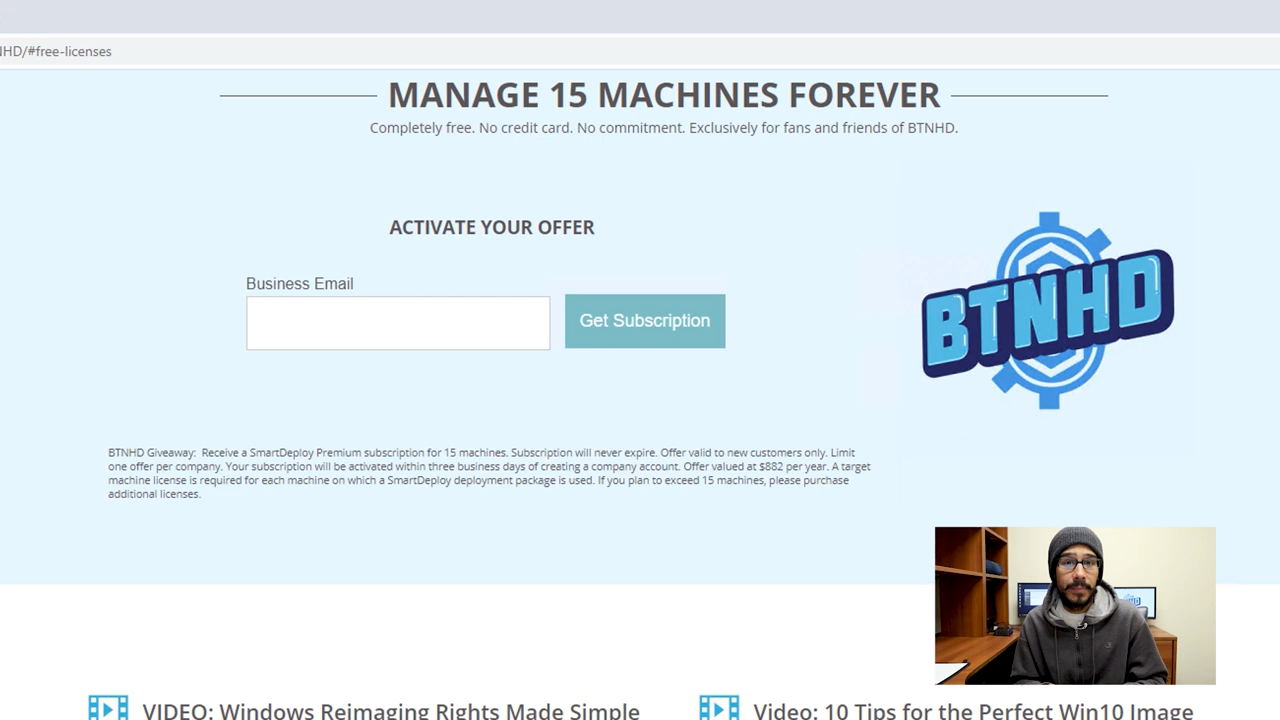 HD/#free-licenses
MANAGE 15 MACHINES FOREVER
Completely free. No credit card. No commitment. Exclusively for fans and friends of BTNHD.
ACTIVATE YOUR OFFER
Business Email
Get Subscription
BTNHD
BTNHD Giveaway: Receive a SmartDeploy Premium subscription for 15 machines. Subscription will never expire. Offer valid to new customers only. Limit
one offer per company. Your subscription will be activated within three business days of creating a company account. Offer valued at $882 per year. A target
machine license is required for each machine on which a SmartDeploy deployment package is used. If you plan to exceed 15 machines, please purchase
additional licenses.
VIDEO: Windows Reimaging Rights Made Simple
Video: 10 Tips for the Perfect Win10 Image